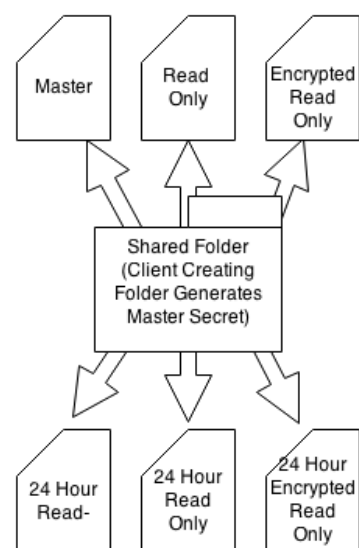 Master
Read
Only
Encrypted
Read
Only
Shared Folder
(Client Creating
Folder Generates
Master Secret)
24 Hour
Read-
24 Hour
Read
Only
24 Hour
Encrypted
Read
Only